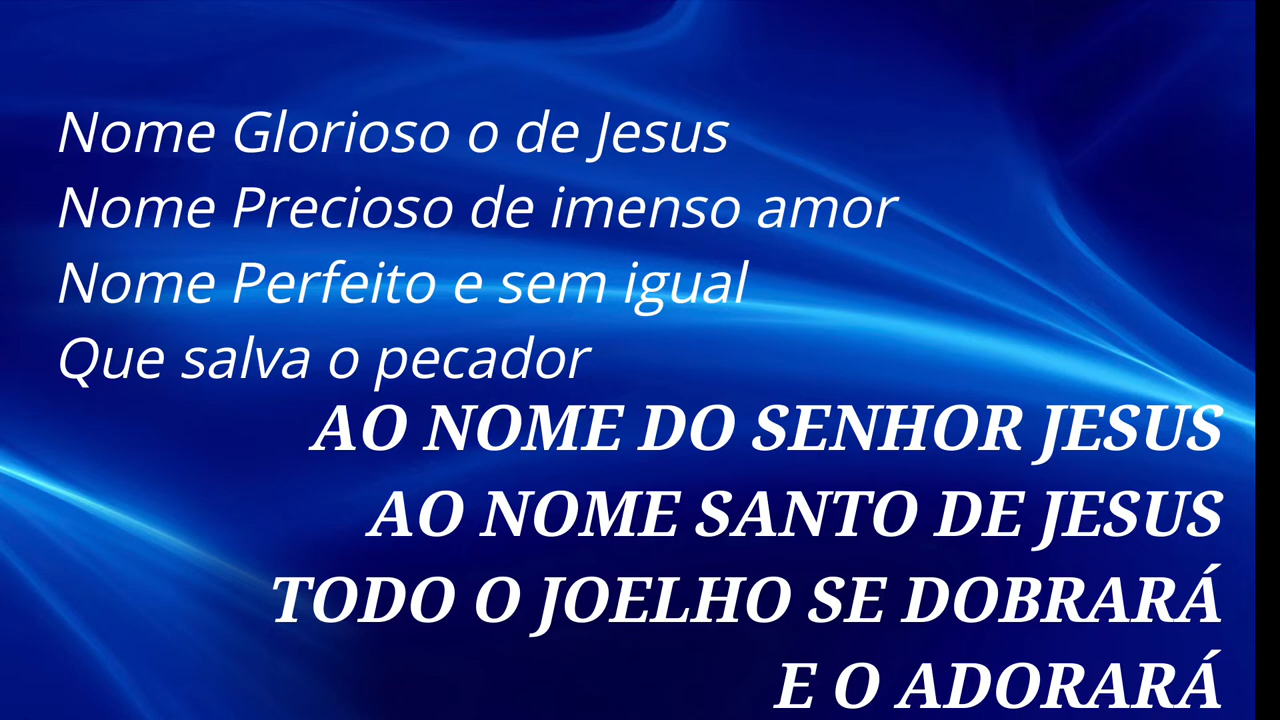 Nome Glorioso o de Jesus
Nome Precioso de imenso amor
Nome Perfeito e sem igual
Que salva o pecador
AO NOME DO SENHOR JESUS
AO NOME SANTO DE JESUS
TODO O JOELHO SE DOBRARÁ
E O ADORARÁ